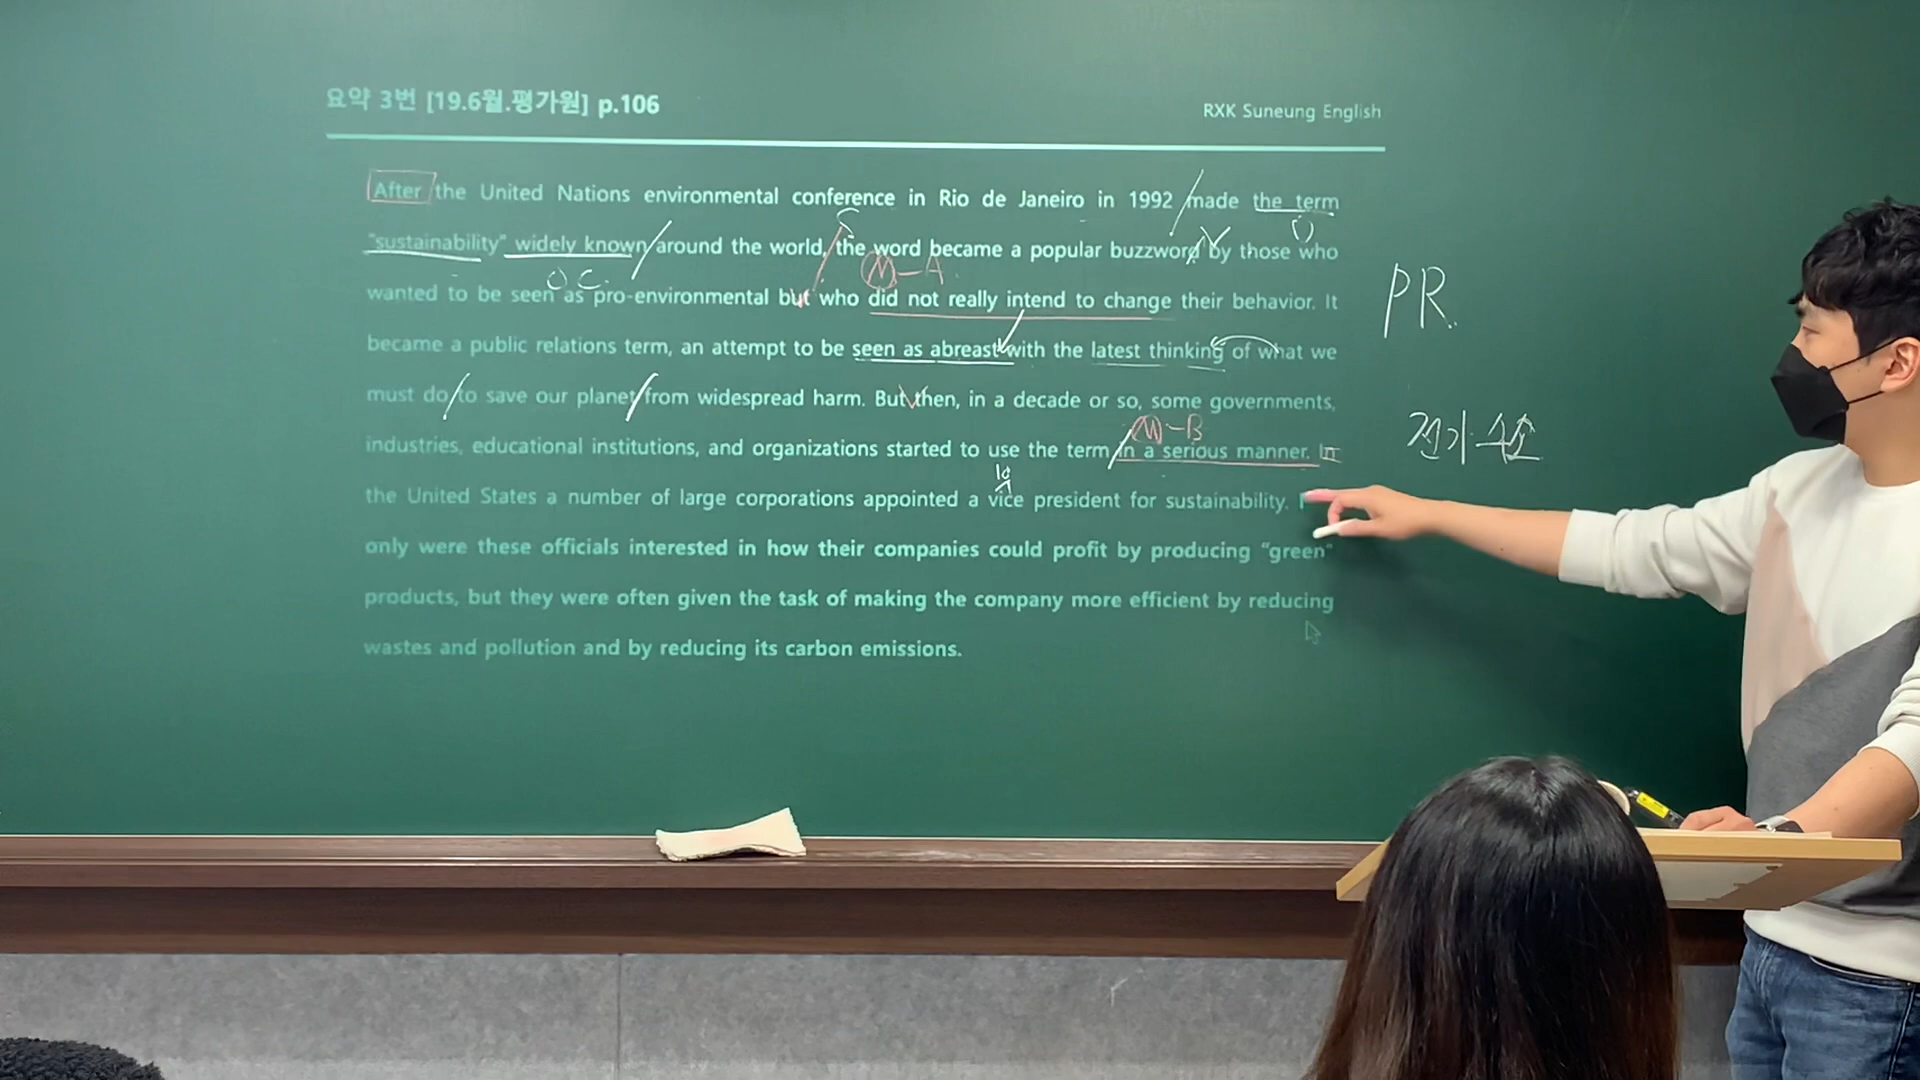 요약 3번 [19.6월.평가원] p.106
RXK Suneung English
After the United Nations environmental conference in Rio de Janeiro in 1992 made the term
O
"sustainability" widely known around the world, the word became a popular buzzword by those who
O.C.
S
M-A
wanted to be seen as pro-environmental but who did not really intend to change their behavior. It
PR
became a public relations term, an attempt to be seen as abreast with the latest thinking of what we
must do to save our planet from widespread harm. But then, in a decade or so, some governments,
M-B
전기·수소
industries, educational institutions, and organizations started to use the term in a serious manner. In
the United States a number of large corporations appointed a vice president for sustainability.
only were these officials interested in how their companies could profit by producing “green”
products, but they were often given the task of making the company more efficient by reducing
wastes and pollution and by reducing its carbon emissions.